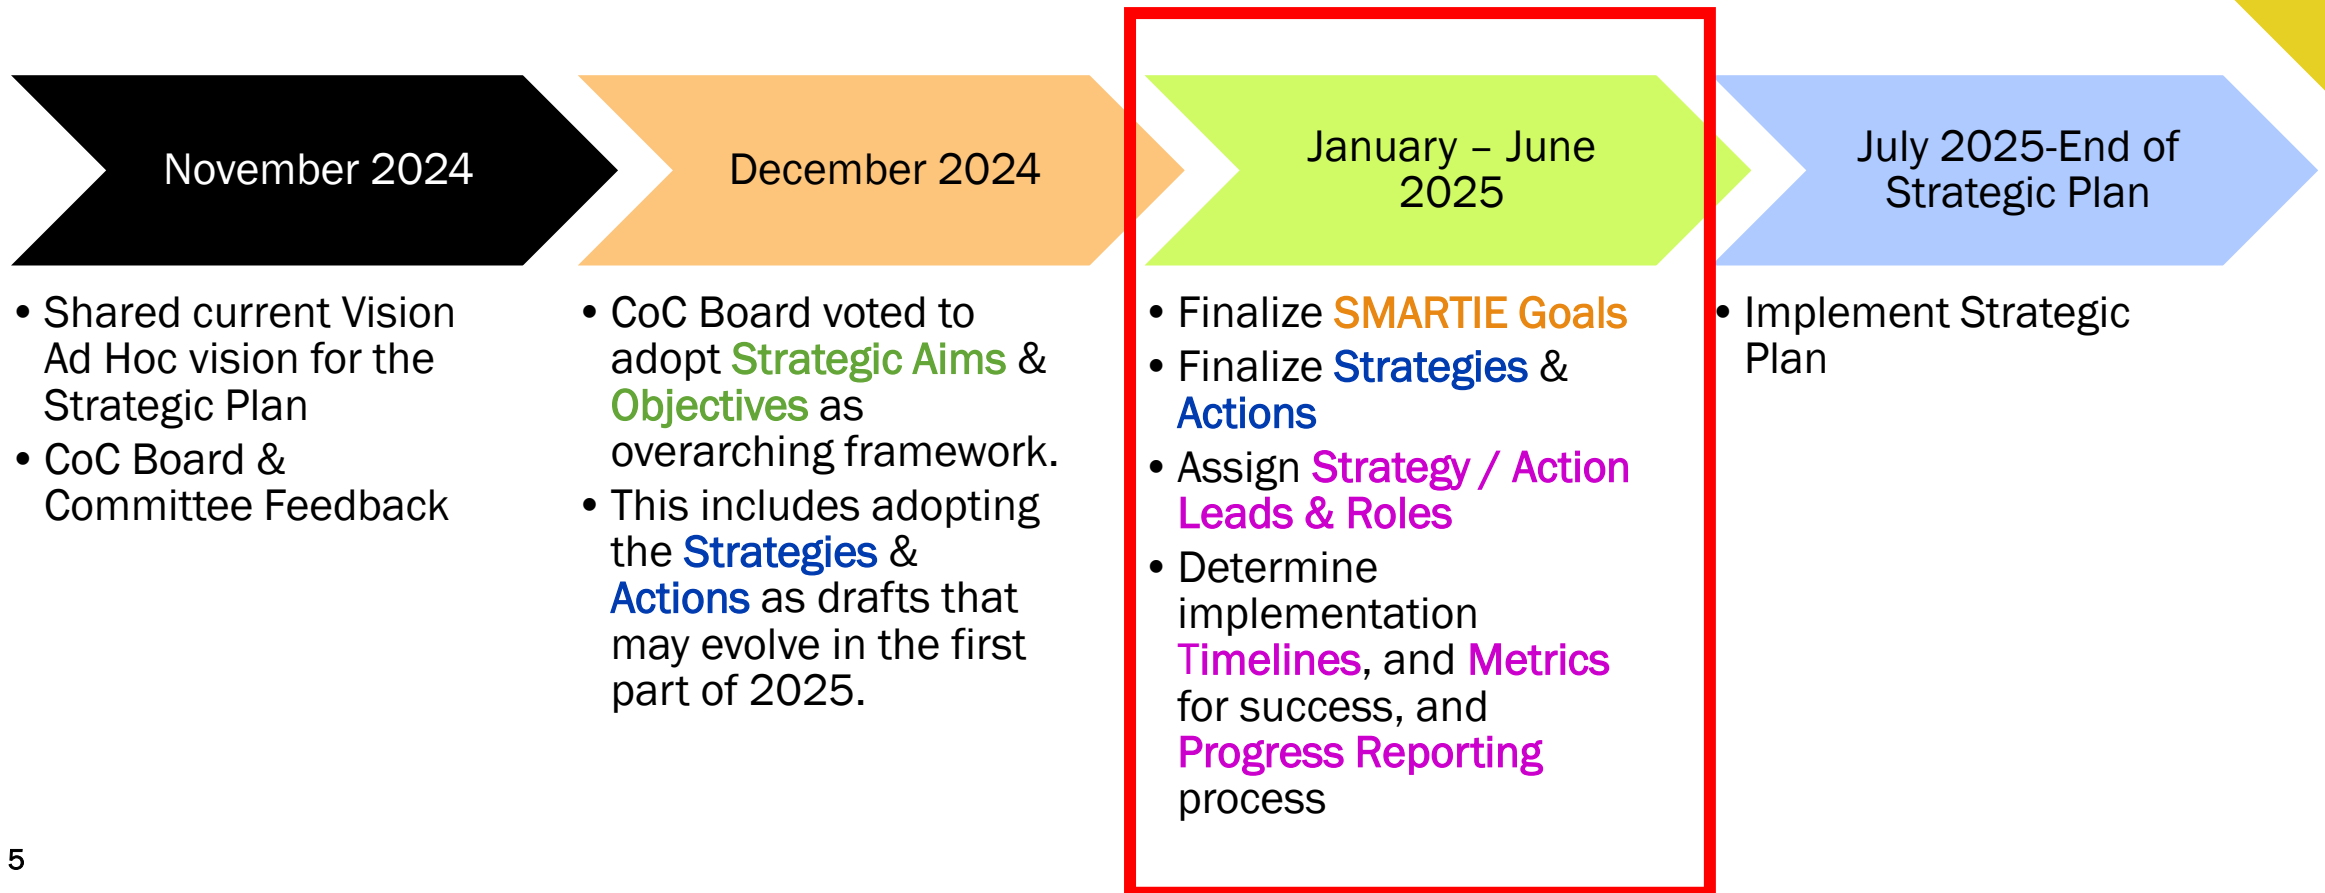 November 2024
• Shared current Vision
Ad Hoc vision for the
Strategic Plan
• CoC Board &
Committee Feedback
December 2024
• CoC Board voted to
adopt Strategic Aims &
Objectives as
overarching framework.
• This includes adopting
the Strategies &
Actions as drafts that
may evolve in the first
part of 2025.
January – June
2025
• Finalize SMARTIE Goals
• Finalize Strategies &
Actions
• Assign Strategy / Action
Leads & Roles
• Determine
implementation
Timelines, and Metrics
for success, and
Progress Reporting
process
July 2025-End of
Strategic Plan
• Implement Strategic
Plan
5